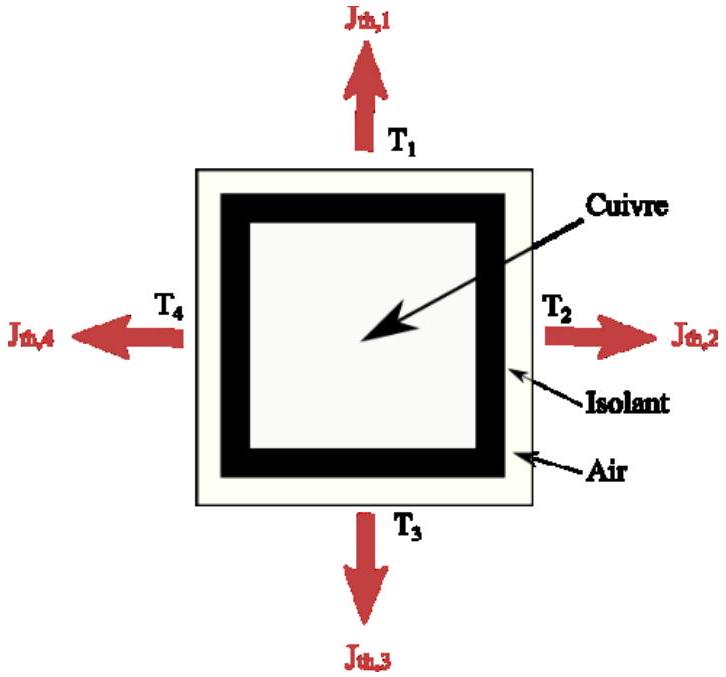 Jth,1
T1
Cuivre
T4
T2
Jth,4
Jth,2
Isolant
Air
T3
Jth,3